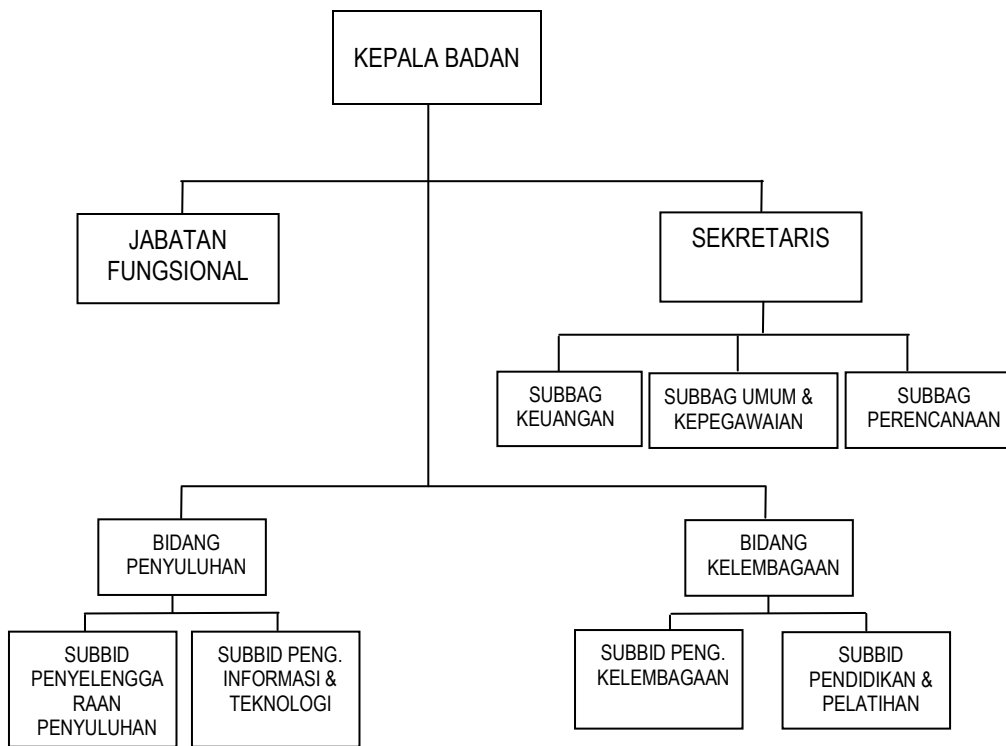 KEPALA BADAN
JABATAN
FUNGSIONAL
SEKRETARIS
SUBBAG
KEUANGAN
SUBBAG UMUM &
KEPEGAWAIAN
SUBBAG
PERENCANAAN
BIDANG
PENYULUHAN
BIDANG
KELEMBAGAAN
SUBBID
PENYELENGGA
RAAN
PENYULUHAN
SUBBID PENG.
INFORMASI &
TEKNOLOGI
SUBBID PENG.
KELEMBAGAAN
SUBBID
PENDIDIKAN &
PELATIHAN